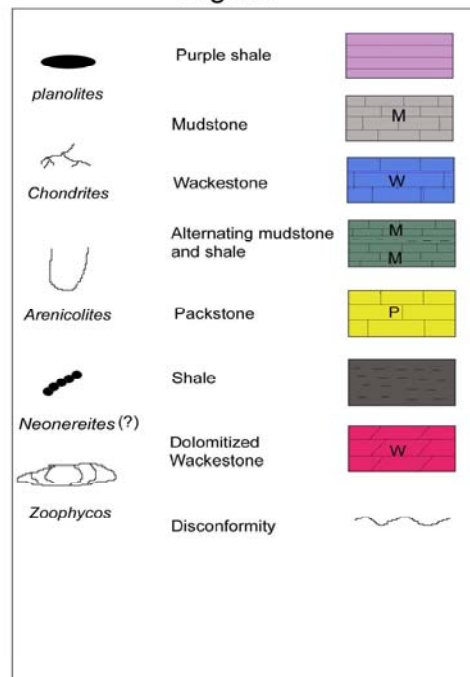 planolites
Chondrites
Arenicolites
Neonereites (?)
Zoophycos
Purple shale
Mudstone
M
Wackestone
W
Alternating mudstone
and shale
M
M
Packstone
P
Shale
Dolomitized
Wackestone
W
Disconformity